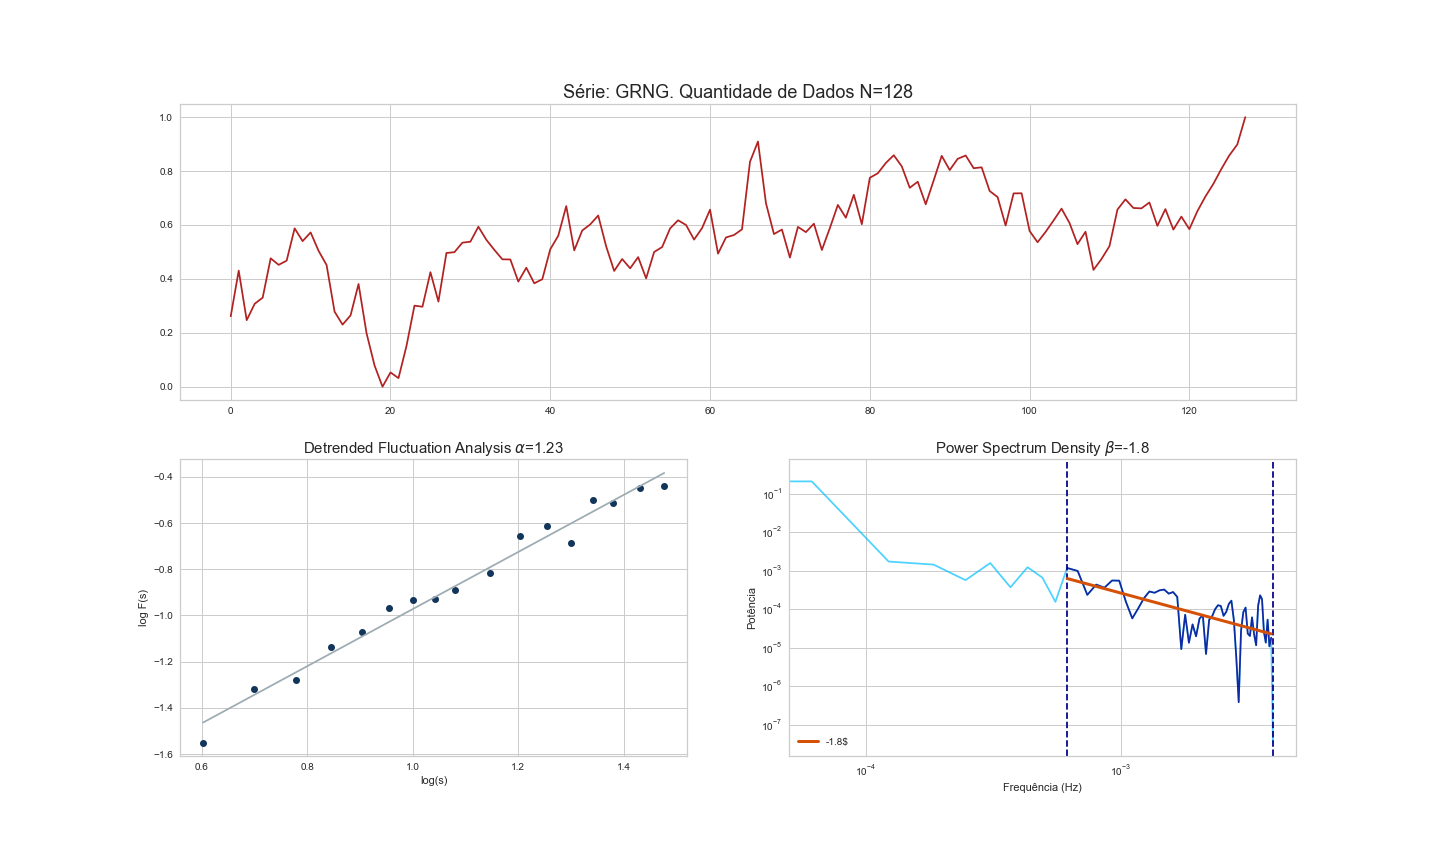 Série: GRNG. Quantidade de Dados N=128
1.0
0.8
0.6
0.4
0.2
0.0
0 20 40 60 80 100 120
Detrended Fluctuation Analysis α=1.23
log F(s)
−0.4
−0.6
−0.8
−1.0
−1.2
−1.4
−1.6
0.6 0.8 1.0 1.2 1.4
log(s)
Power Spectrum Density β=-1.8
Potência
10⁻¹
10⁻²
10⁻³
10⁻⁴
10⁻⁵
10⁻⁶
10⁻⁷
-1.8$
10⁻⁴ 10⁻³
Frequência (Hz)